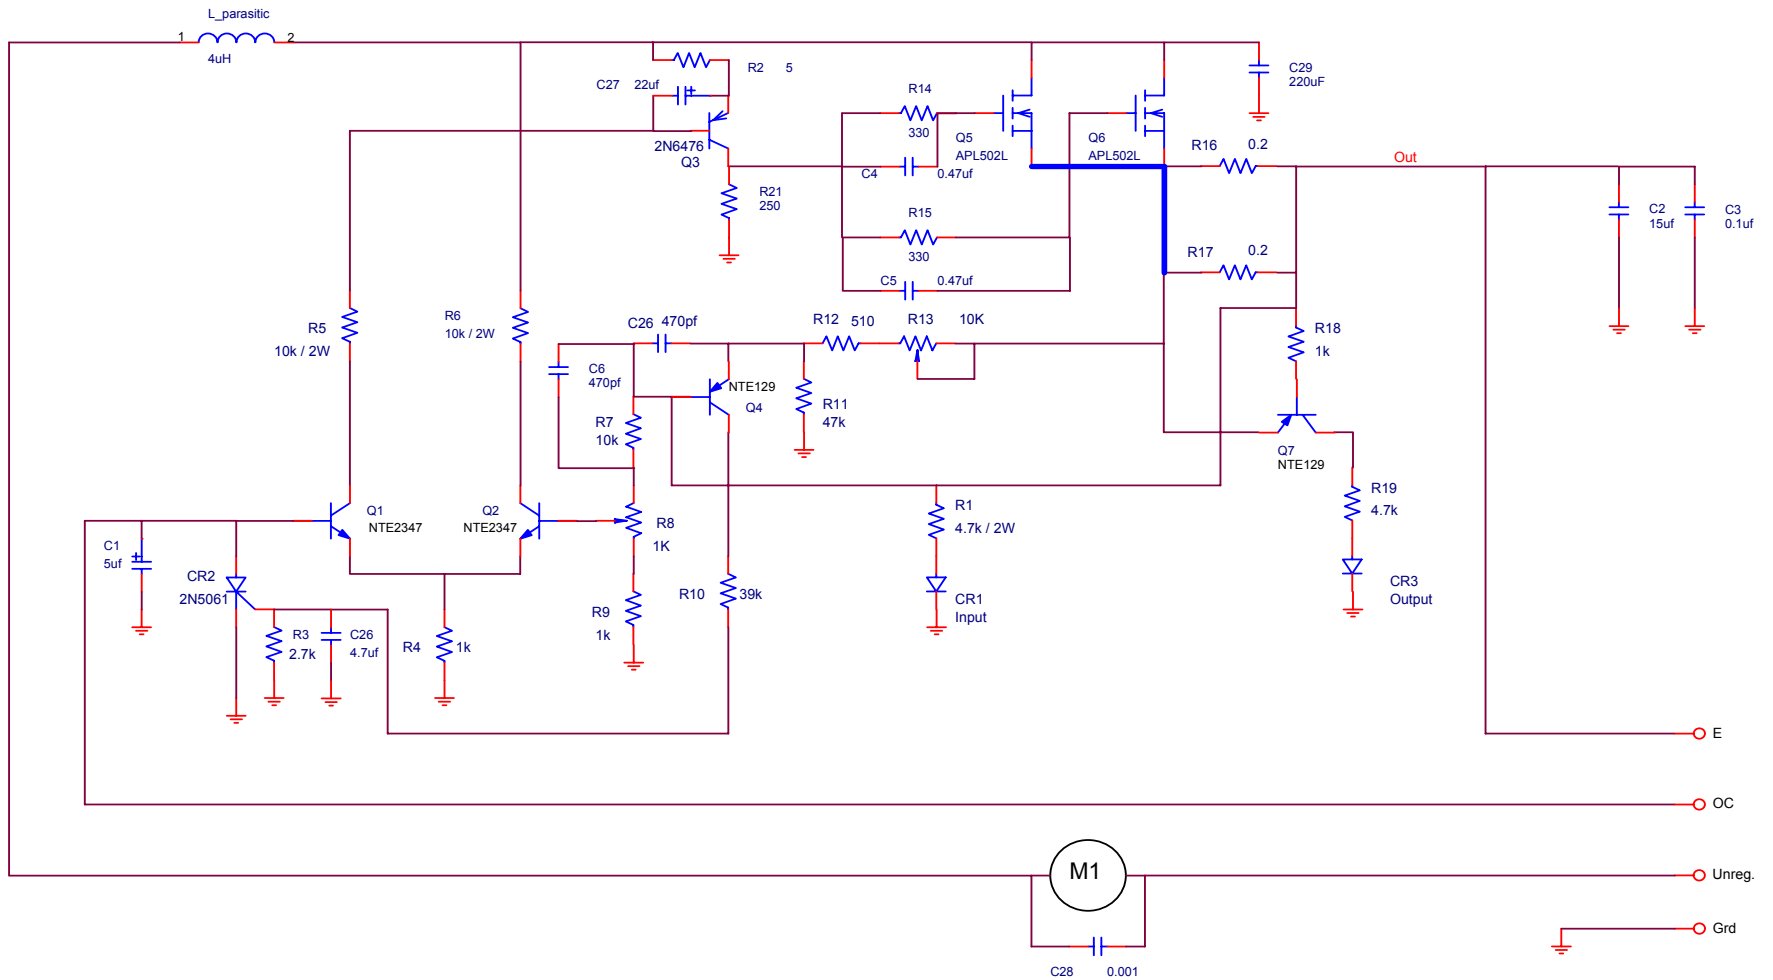 L_parasitic
1
2
4uH
R2 5
C27 22uf
2N6476
Q3
R14
330
Q5
APL502L
Q6
APL502L
C29
220uF
R16 0.2
Out
C4
0.47uf
R21
250
R15
330
C5
0.47uf
R17 0.2
C2
15uf
C3
0.1uf
R5
10k / 2W
R6
10k / 2W
C26 470pf
R12 510
R13 10K
R18
1k
C6
470pf
NTE129
Q4
R11
47k
R7
10k
Q7
NTE129
Q1
NTE2347
Q2
NTE2347
R8
1K
R1
4.7k / 2W
R19
4.7k
C1
5uf
CR2
2N5061
R10 39k
CR1
Input
CR3
Output
R9
1k
R3
2.7k
C26
4.7uf
R4 1k
E
OC
M1
Unreg.
Grd
C28 0.001